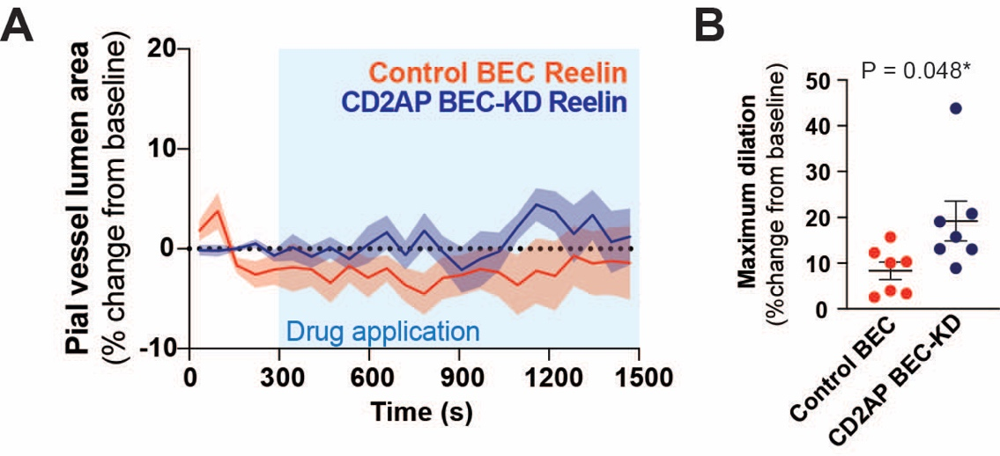 A
Pial vessel lumen area
(% change from baseline)
20
10
0
-10
Control BEC Reelin
CD2AP BEC-KD Reelin
Drug application
0 300 600 900 1200 1500
Time (s)
B
P = 0.048*
Maximum dilation
(%change from baseline)
50
40
30
20
10
0
Control BEC
CD2AP BEC-KD